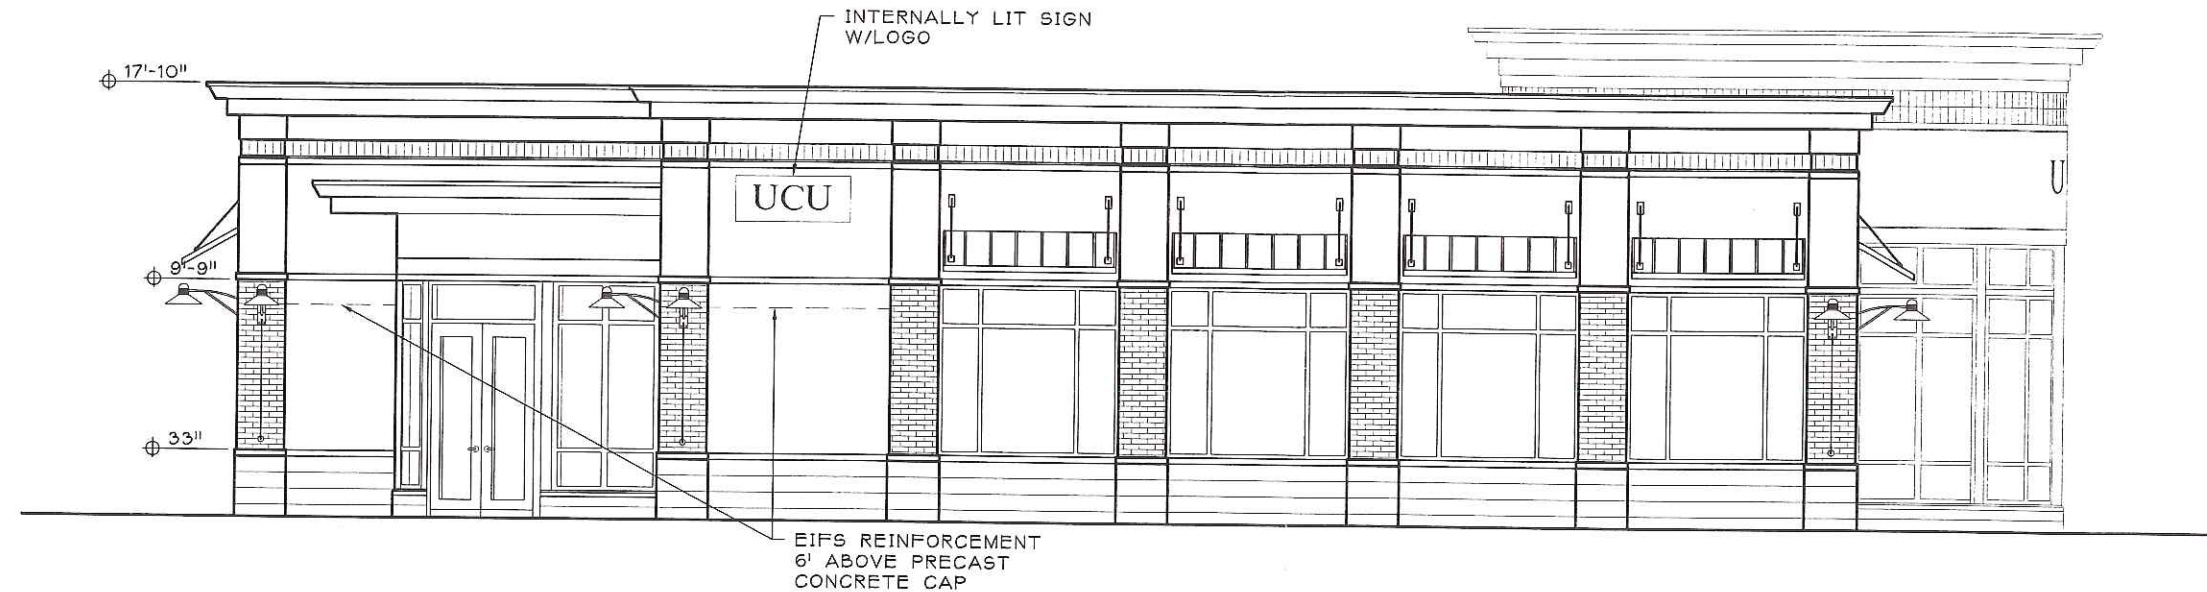 INTERNALLY LIT SIGN
W/LOGO
17'-10"
UCU
U
9'-9"
33"
EIFS REINFORCEMENT
6' ABOVE PRECAST
CONCRETE CAP